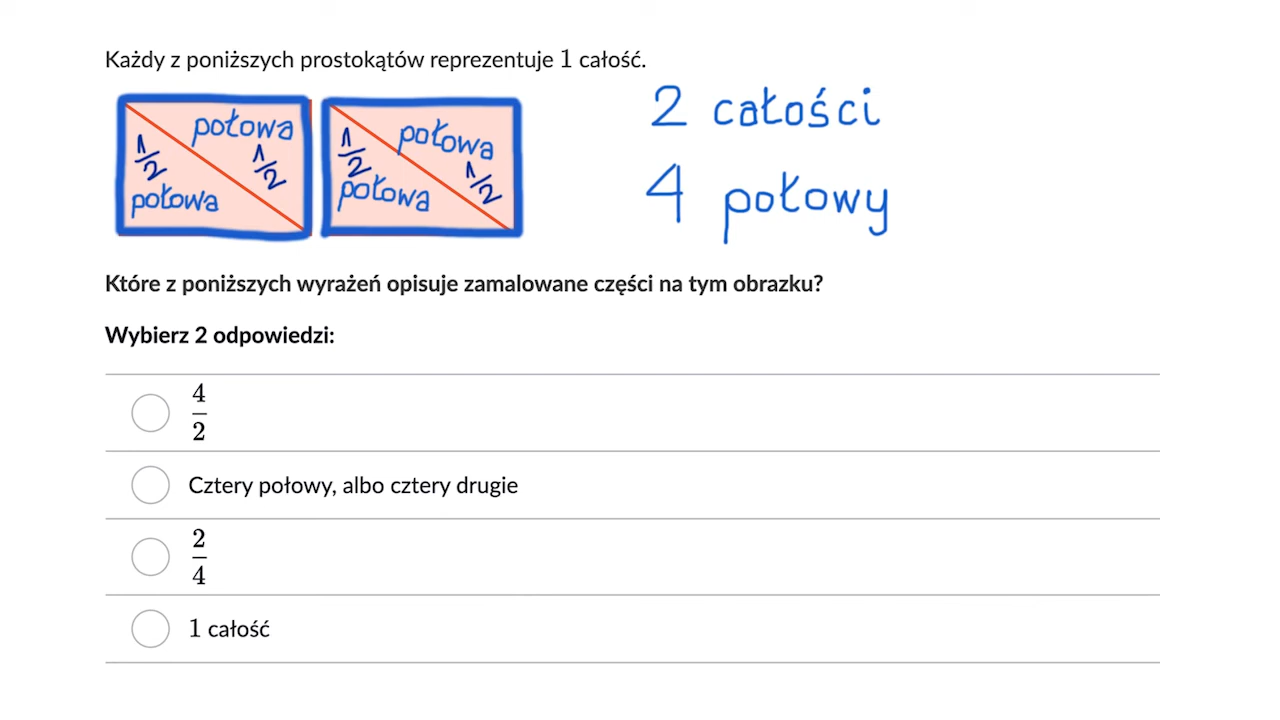 Każdy z poniższych prostokątów reprezentuje 1 całość.
połowa
1/2
1/2
połowa
połowa
1/2
1/2
połowa
2 całości
4 połowy
Które z poniższych wyrażeń opisuje zamalowane części na tym obrazku?
Wybierz 2 odpowiedzi:
4/2
Cztery połowy, albo cztery drugie
2/4
1 całość